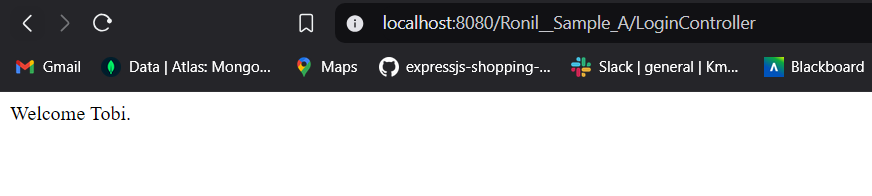 localhost:8080/Ronil__Sample_A/LoginController
Gmail Data | Atlas: Mongo... Maps expressjs-shopping-... Slack | general | Km... Blackboard
Welcome Tobi.